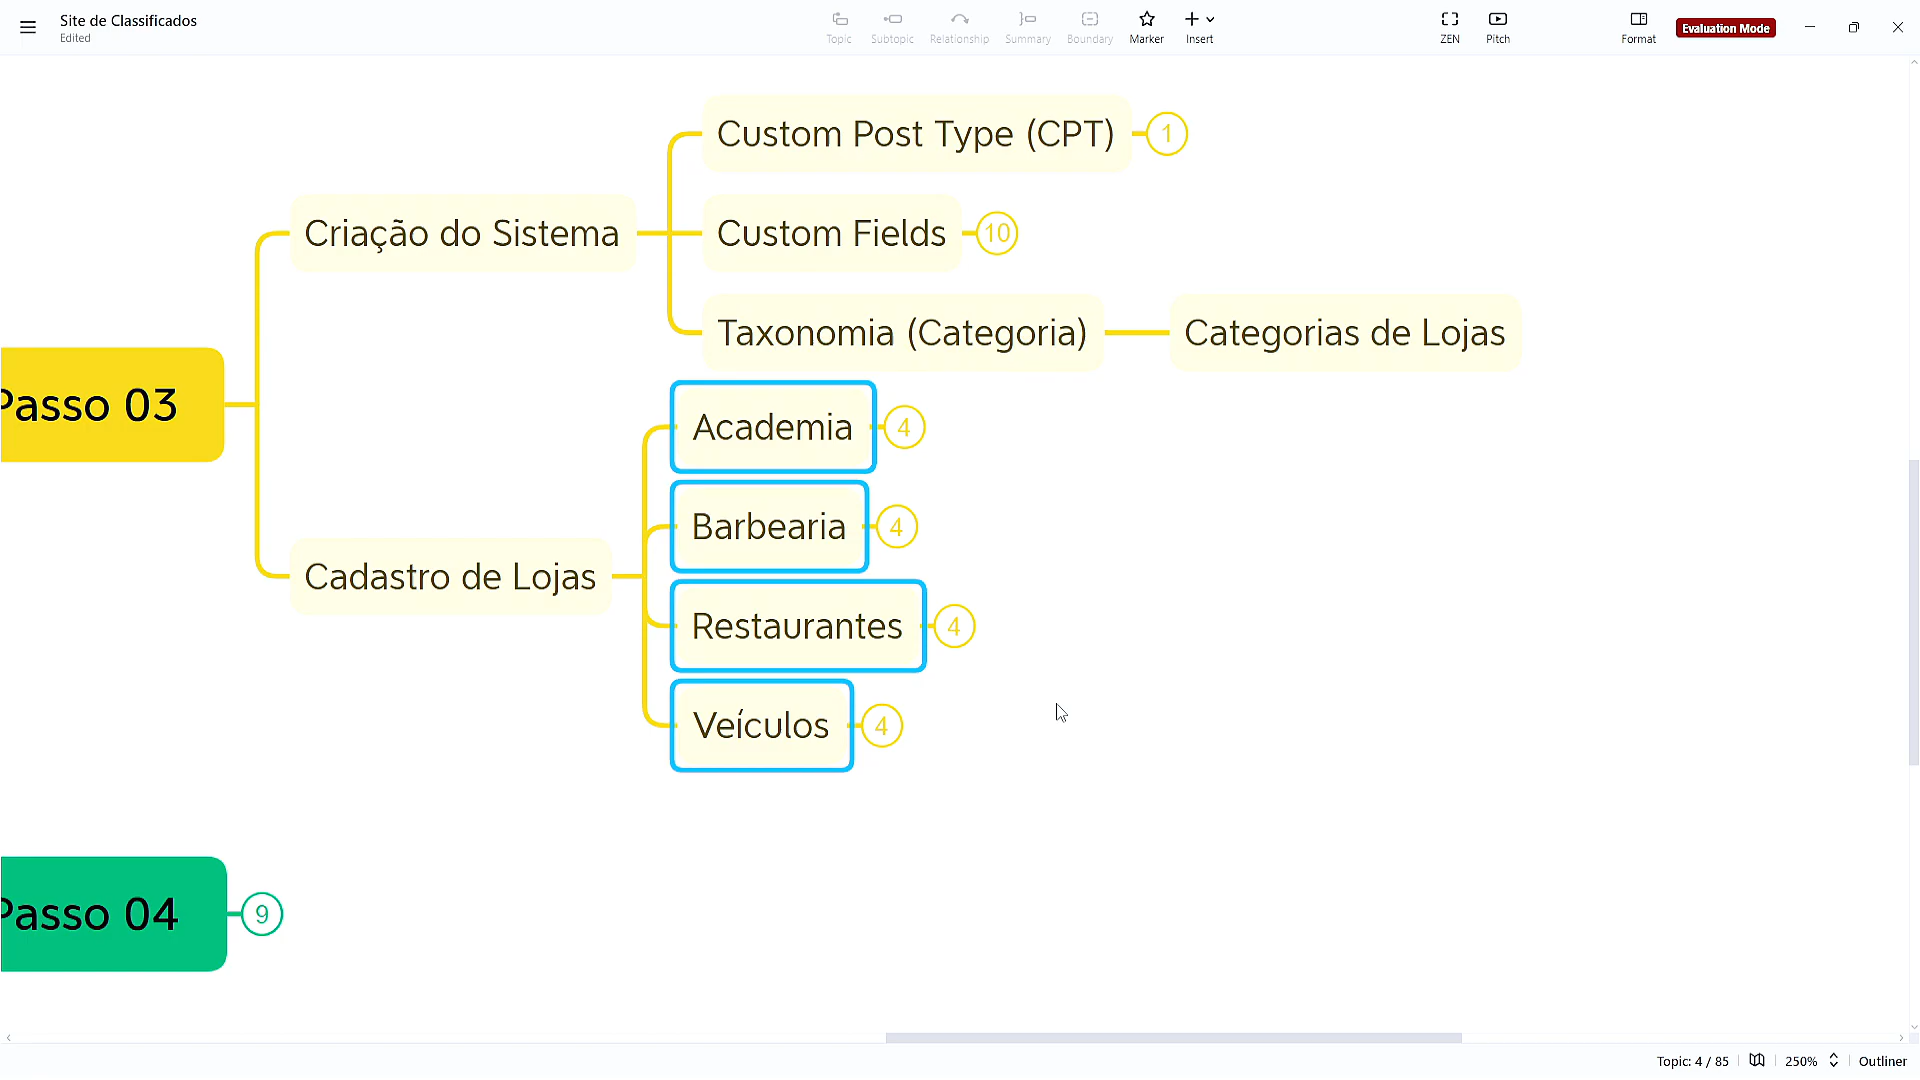 Site de Classificados
Edited
Topic
Subtopic
Relationship
Summary
Boundary
Marker
Insert
ZEN
Pitch
Format
Evaluation Mode
Custom Post Type (CPT)
1
Criação do Sistema
Custom Fields
10
Taxonomia (Categoria)
Categorias de Lojas
Passo 03
Academia
4
Barbearia
4
Cadastro de Lojas
Restaurantes
4
Veículos
4
Passo 04
9
Topic: 4 / 85
250%
Outliner